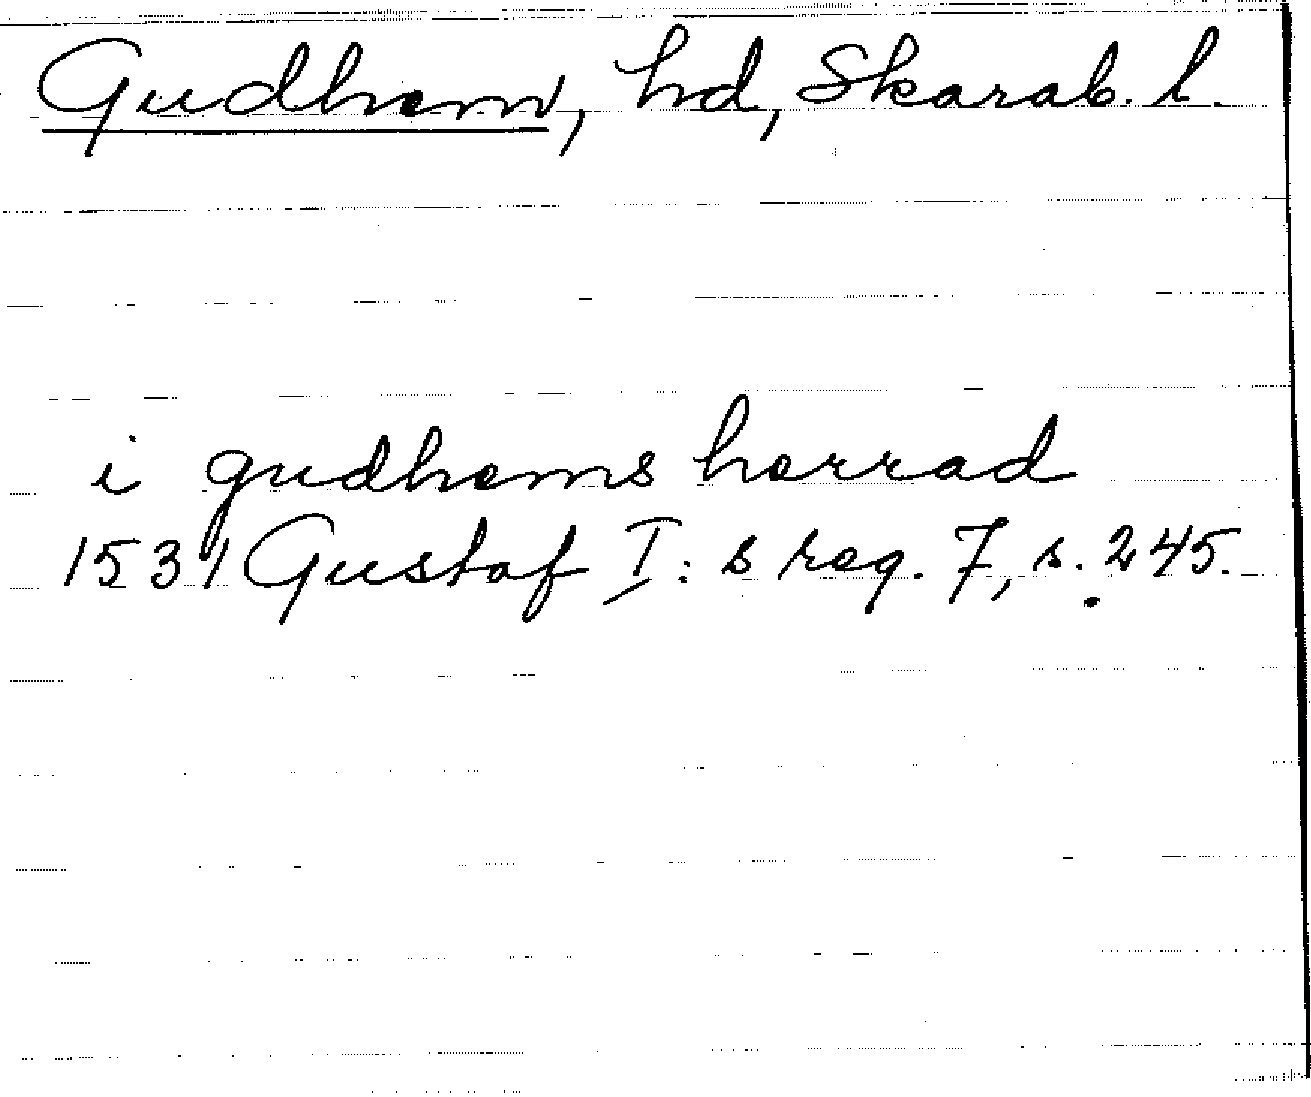 Gudhem, hd, Skarab. l.
i gudhems herrad
1531 Gustaf I: s reg. 7, s. 245.